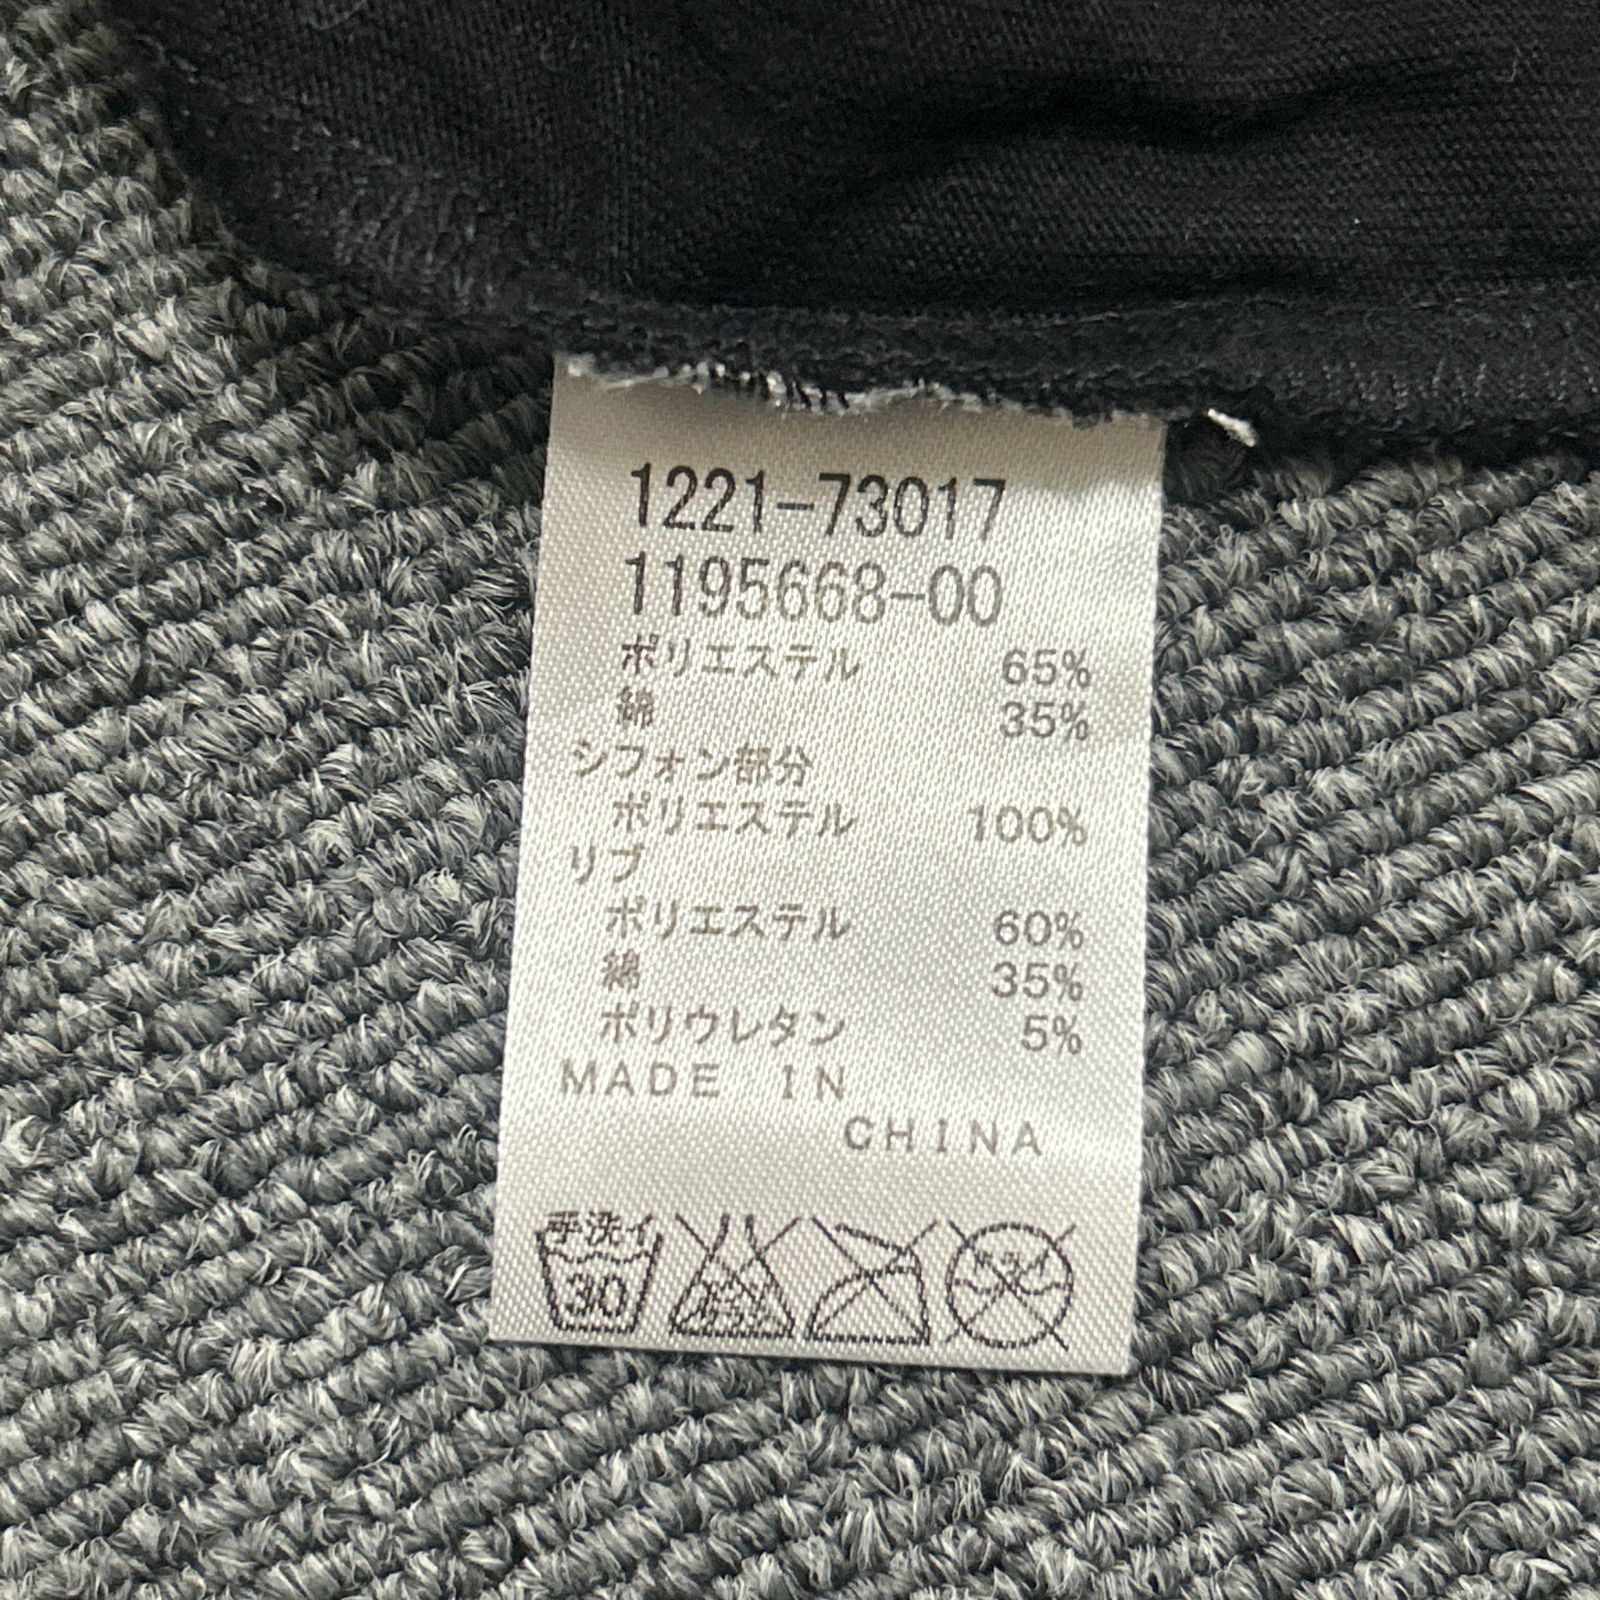 1221-73017
1195668-00
ポリエステル 65%
綿 35%
シフォン部分
ポリエステル 100%
リブ
ポリエステル 60%
綿 35%
ポリウレタン 5%
MADE IN
CHINA
手洗イ
30